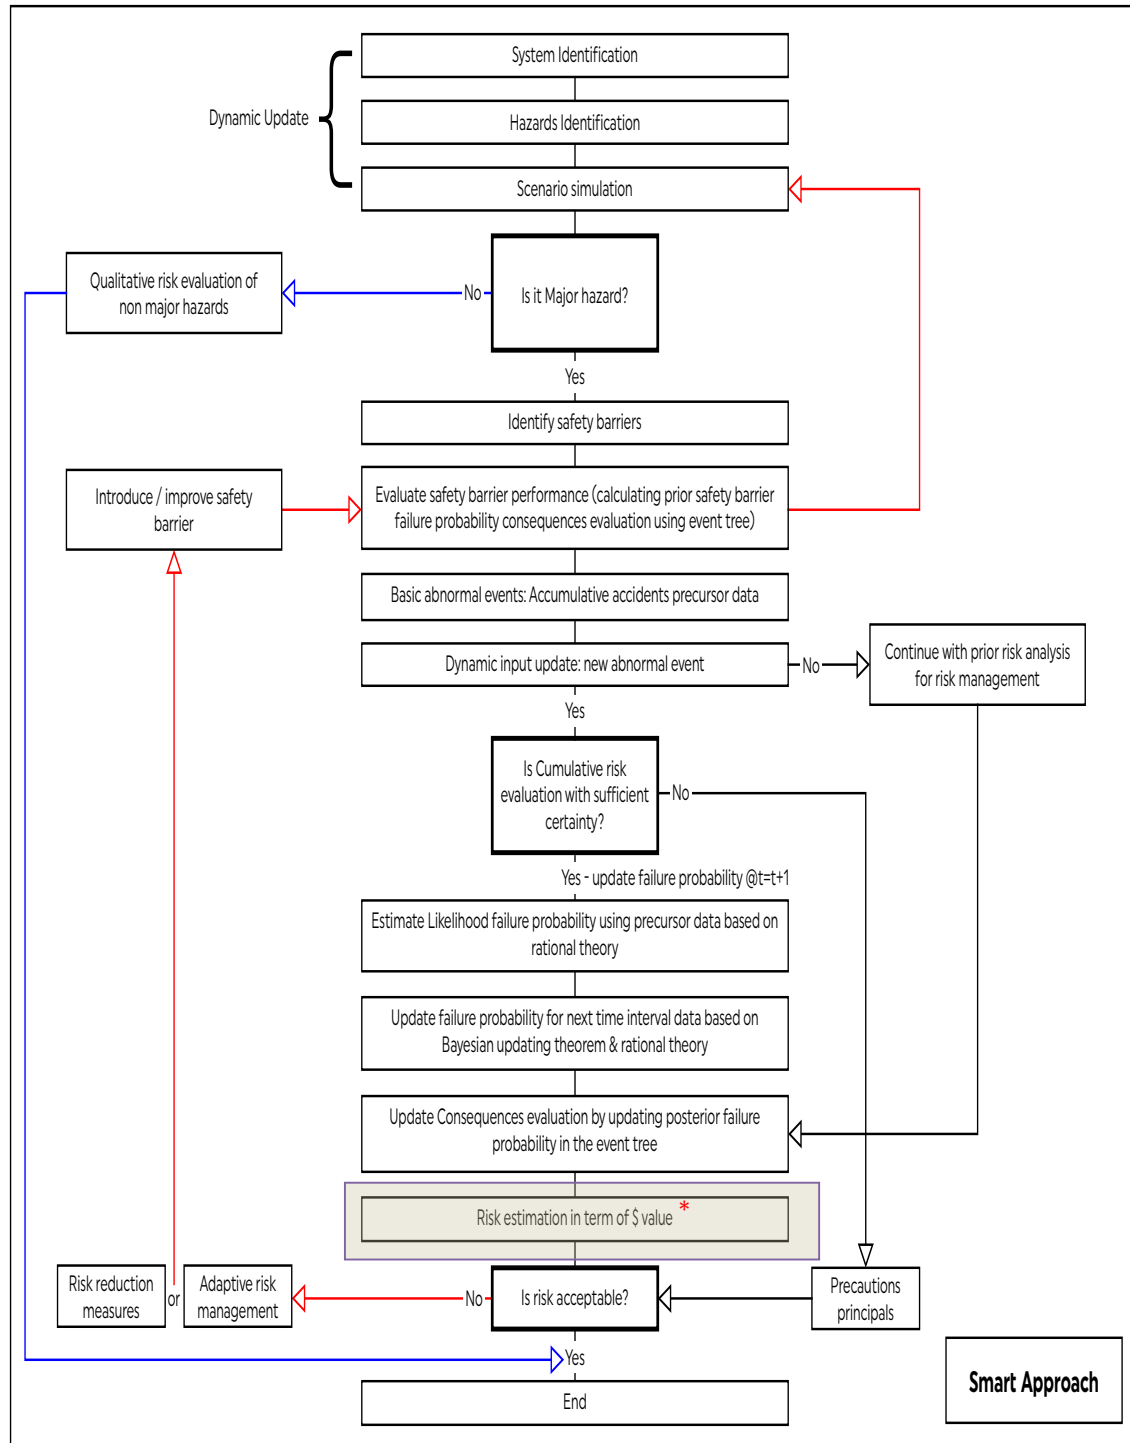 System Identification
Dynamic Update
Hazards Identification
Scenario simulation
Qualitative risk evaluation of
non major hazards
No
Is it Major hazard?
Yes
Identify safety barriers
Introduce / improve safety
barrier
Evaluate safety barrier performance (calculating prior safety barrier
failure probability consequences evaluation using event tree)
Basic abnormal events: Accumulative accidents precursor data
Dynamic input update: new abnormal event
No
Continue with prior risk analysis
for risk management
Yes
Is Cumulative risk
evaluation with sufficient
certainty?
No
Yes - update failure probability @t=t+1
Estimate Likelihood failure probability using precursor data based on
rational theory
Update failure probability for next time interval data based on
Bayesian updating theorem & rational theory
Update Consequences evaluation by updating posterior failure
probability in the event tree
Risk estimation in term of $ value *
Risk reduction
measures
or
Adaptive risk
management
No
Is risk acceptable?
Precautions
principals
Yes
End
Smart Approach